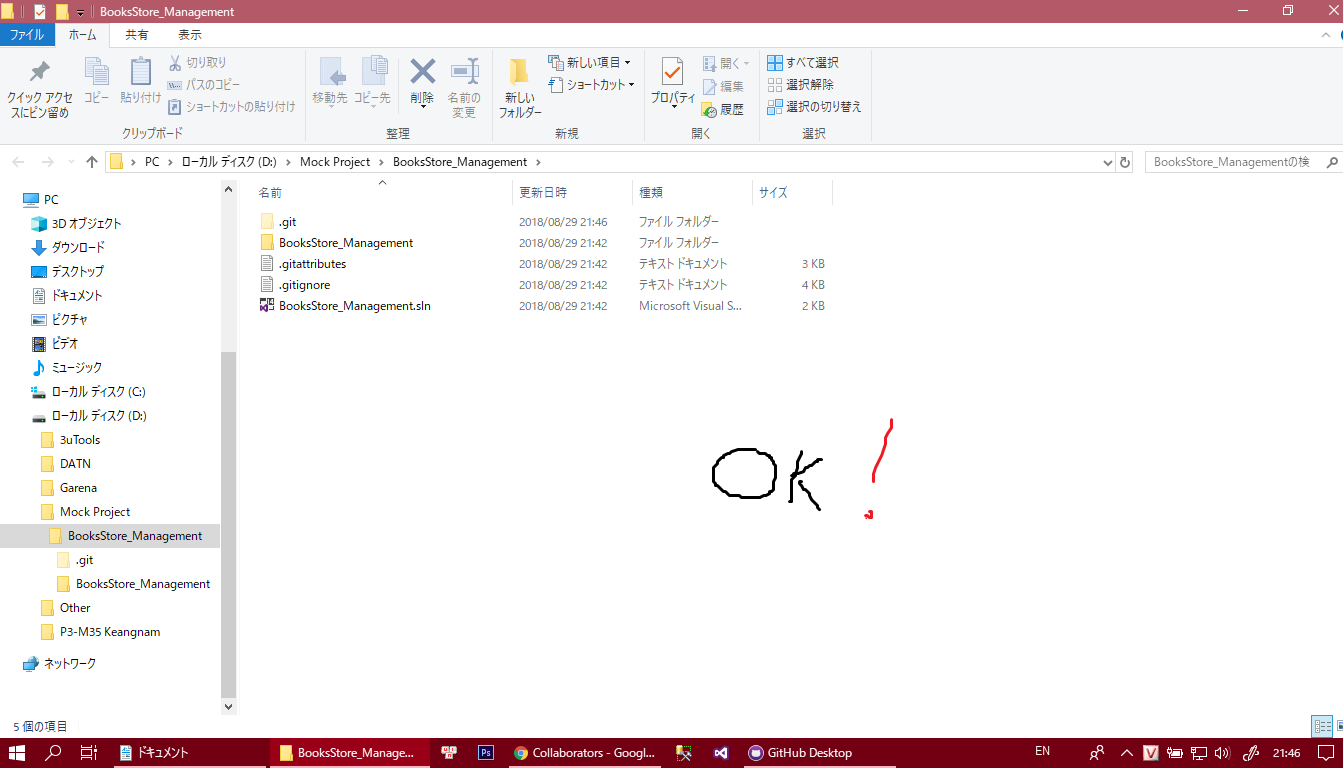 BooksStore_Management
ファイル ホーム 共有 表示
クイック アクセスにピン留め コピー 貼り付け 切り取り パスのコピー ショートカットの貼り付け 移動先 コピー先 削除 名前の変更 新しいフォルダー 新しい項目 ショートカット プロパティ 開く 編集 履歴 すべて選択 選択解除 選択の切り替え
クリップボード 整理 新規 開く 選択
PC ローカル ディスク (D:) Mock Project BooksStore_Management BooksStore_Managementの検
名前 更新日時 種類 サイズ
.git 2018/08/29 21:46 ファイル フォルダー
BooksStore_Management 2018/08/29 21:42 ファイル フォルダー
.gitattributes 2018/08/29 21:42 テキスト ドキュメント 3 KB
.gitignore 2018/08/29 21:42 テキスト ドキュメント 4 KB
BooksStore_Management.sln 2018/08/29 21:42 Microsoft Visual S... 2 KB
PC
3D オブジェクト
ダウンロード
デスクトップ
ドキュメント
ピクチャ
ビデオ
ミュージック
ローカル ディスク (C:)
ローカル ディスク (D:)
3uTools
DATN
Garena
Mock Project
BooksStore_Management
.git
BooksStore_Management
Other
P3-M35 Keangnam
ネットワーク
OK !
5 個の項目
ドキュメント BooksStore_Manage... Ps Collaborators - Googl... GitHub Desktop EN V 21:46